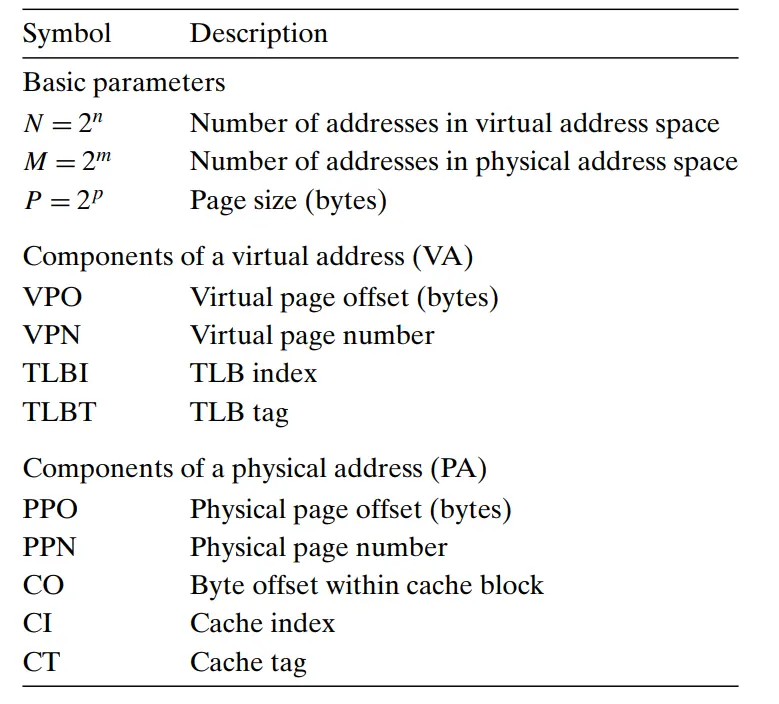 Symbol Description
Basic parameters
N = 2ⁿ Number of addresses in virtual address space
M = 2ᵐ Number of addresses in physical address space
P = 2ᵖ Page size (bytes)
Components of a virtual address (VA)
VPO Virtual page offset (bytes)
VPN Virtual page number
TLBI TLB index
TLBT TLB tag
Components of a physical address (PA)
PPO Physical page offset (bytes)
PPN Physical page number
CO Byte offset within cache block
CI Cache index
CT Cache tag